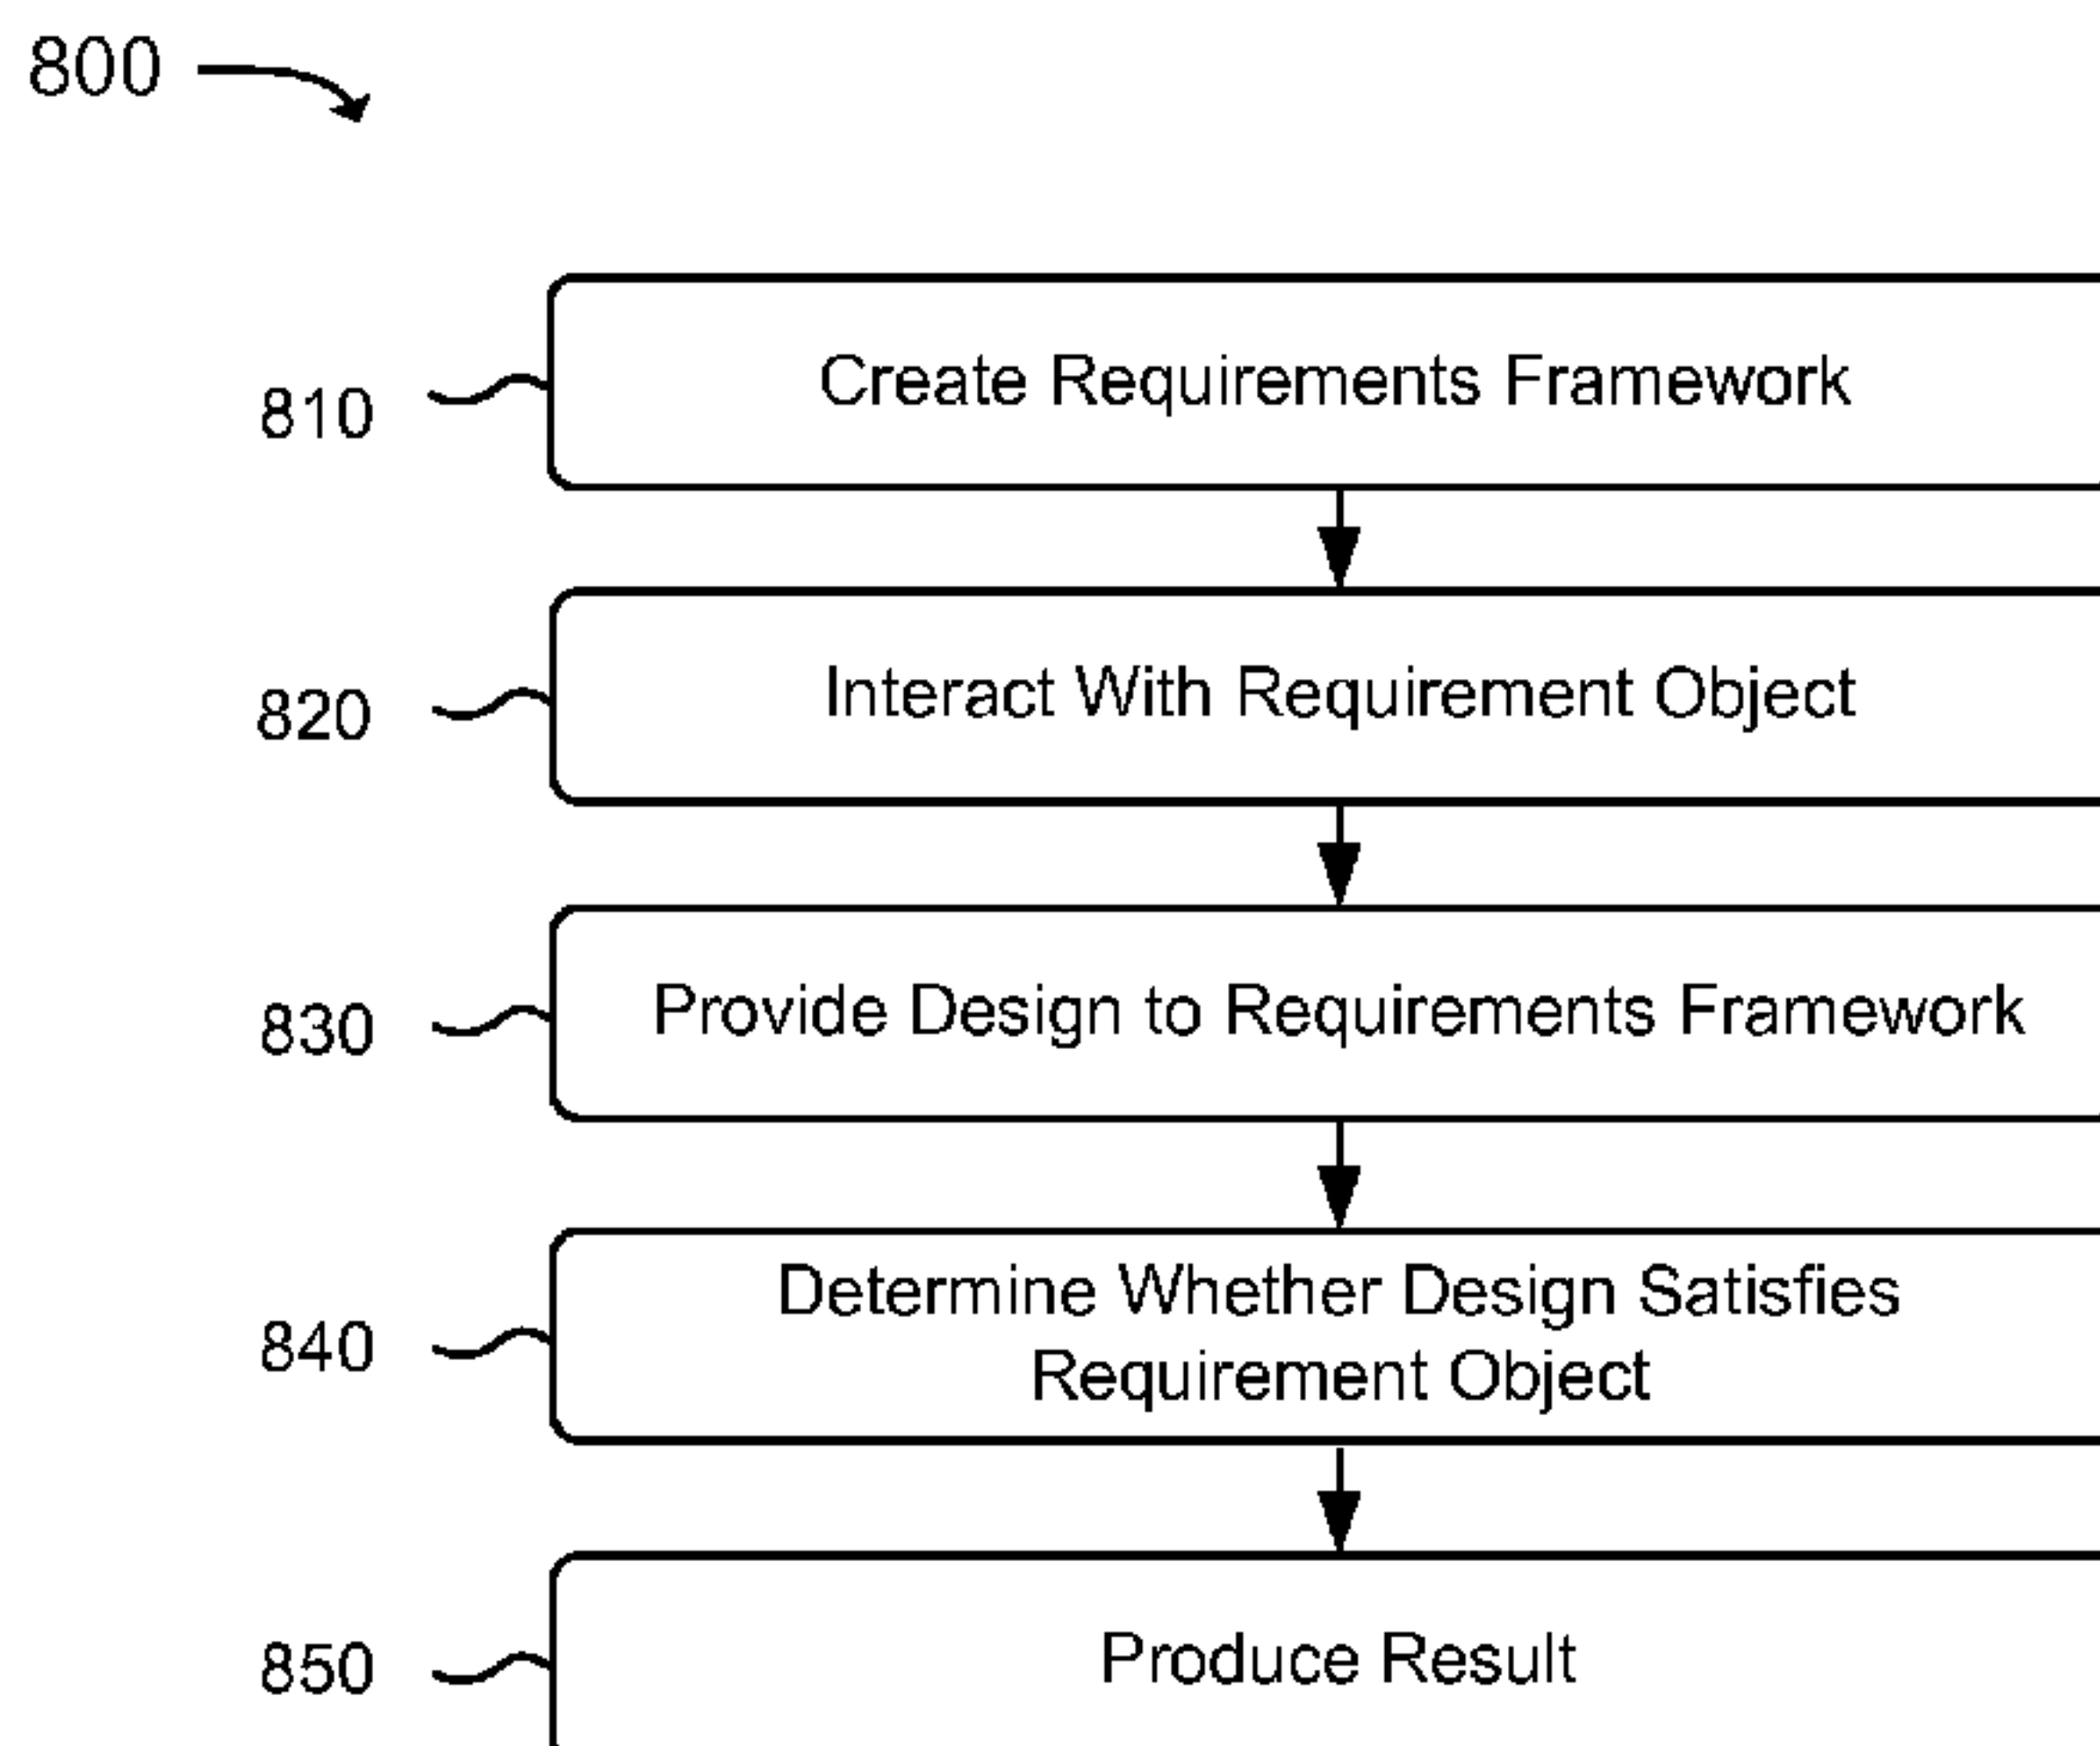 800
810
Create Requirements Framework
820
Interact With Requirement Object
830
Provide Design to Requirements Framework
840
Determine Whether Design Satisfies
Requirement Object
850
Produce Result